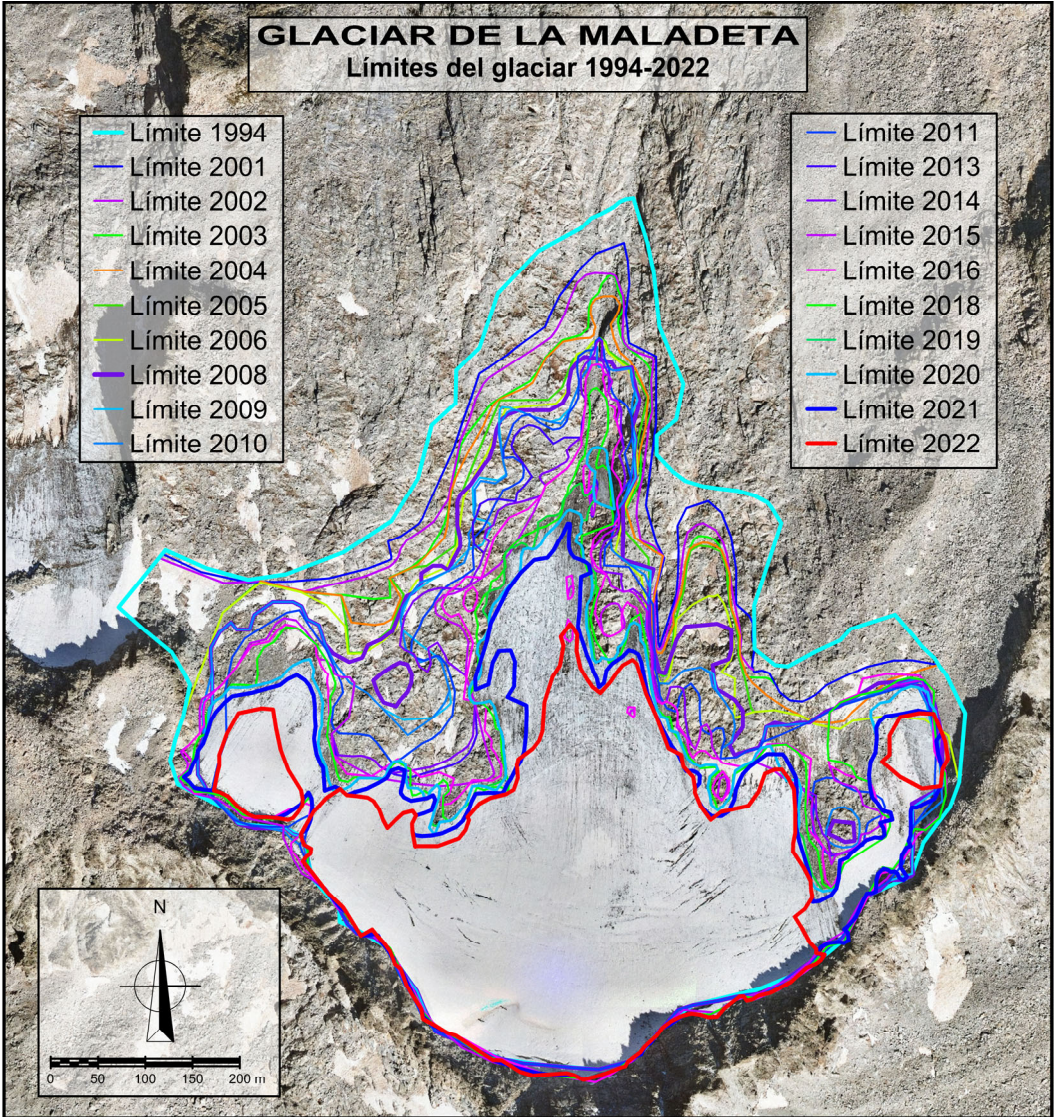 GLACIAR DE LA MALADETA
Límites del glaciar 1994-2022
Límite 1994
Límite 2001
Límite 2002
Límite 2003
Límite 2004
Límite 2005
Límite 2006
Límite 2008
Límite 2009
Límite 2010
Límite 2011
Límite 2013
Límite 2014
Límite 2015
Límite 2016
Límite 2018
Límite 2019
Límite 2020
Límite 2021
Límite 2022
N
0 50 100 120 200 m